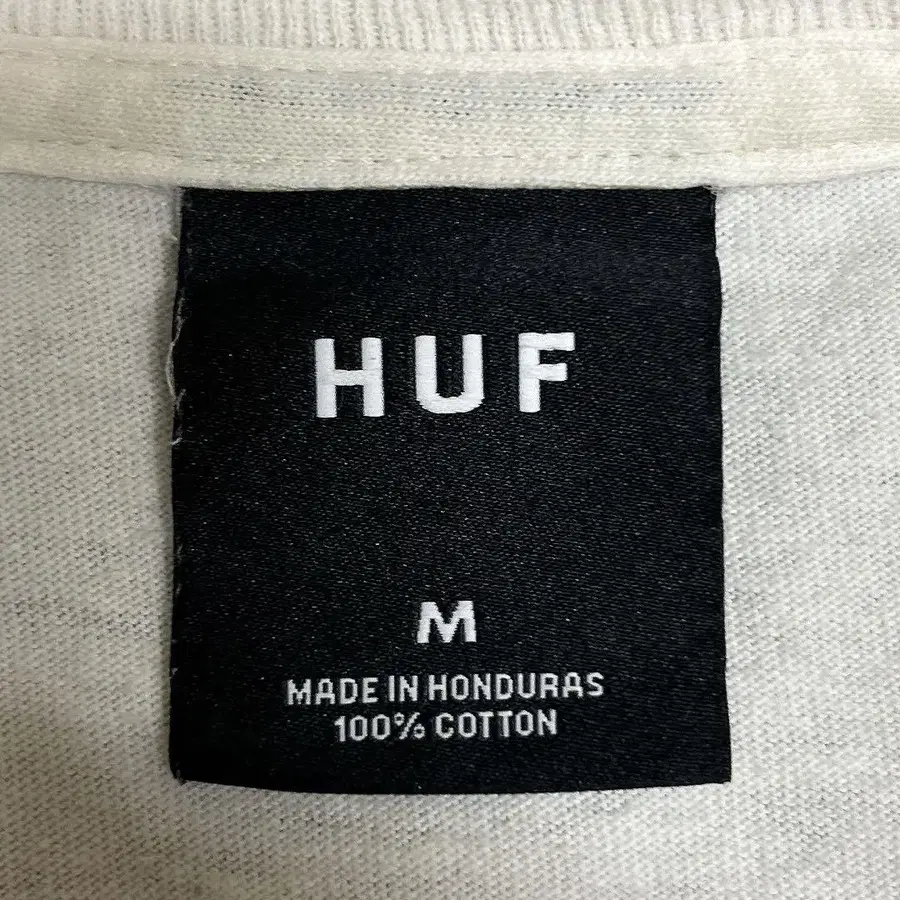 HUF
M
MADE IN HONDURAS
100% COTTON